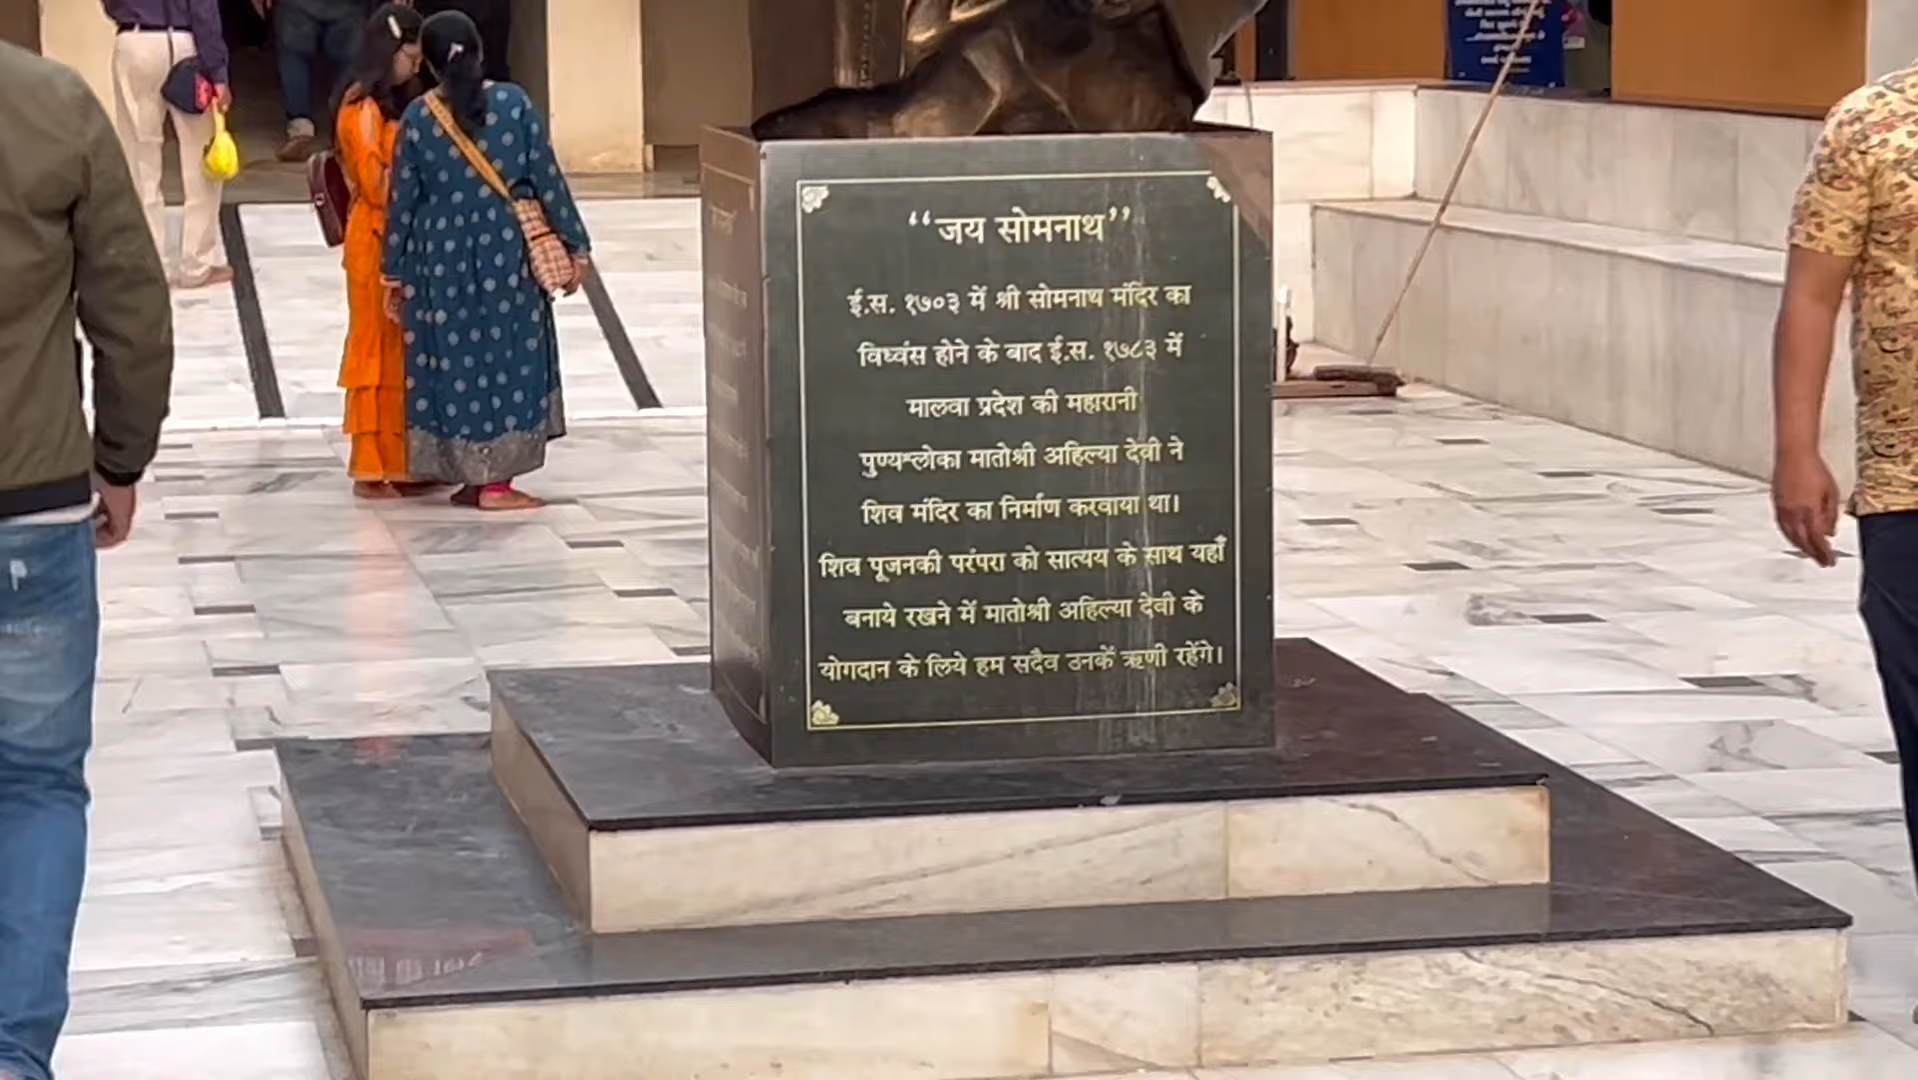 “जय सोमनाथ”
ई.स. १७०३ में श्री सोमनाथ मंदिर का
विध्वंस होने के बाद ई.स. १७८३ में
मालवा प्रदेश की महारानी
पुण्यश्लोका मातोश्री अहिल्या देवी ने
शिव मंदिर का निर्माण करवाया था।
शिव पूजनकी परंपरा को सात्यय के साथ यहाँ
बनाये रखने में मातोश्री अहिल्या देवी के
योगदान के लिये हम सदैव उनकें ऋणी रहेंगे।